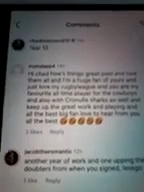 Comments
Nar 13
Hi chad how's things great post and love
them all and I'm a huge fan of yours and
just love my rugby league and you are my
favourite all time player for the cowboys
and also with Cronulla sharks as well and
keep up the great work and playing and
all the best big fan love to hear from you
all the best
Reply
jacobthewomantis 12h
another year of work and one upping the
doubters from when you signed,